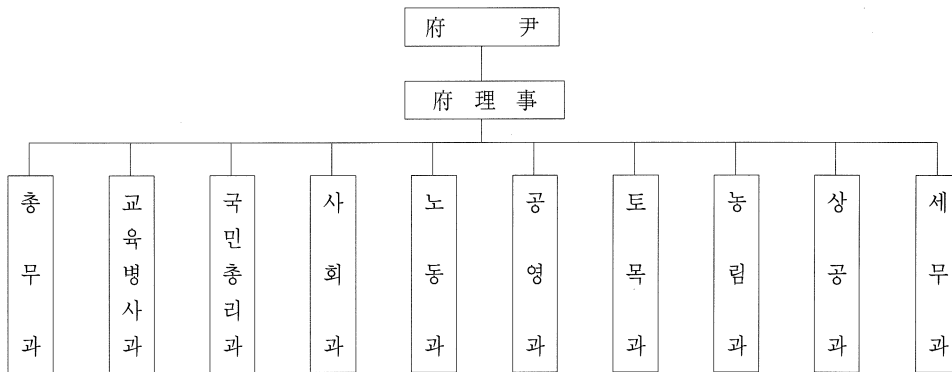 府 尹
府 理 事
총무과
교육병사과
국민총리과
사회과
노동과
공영과
토목과
농림과
상공과
세무과